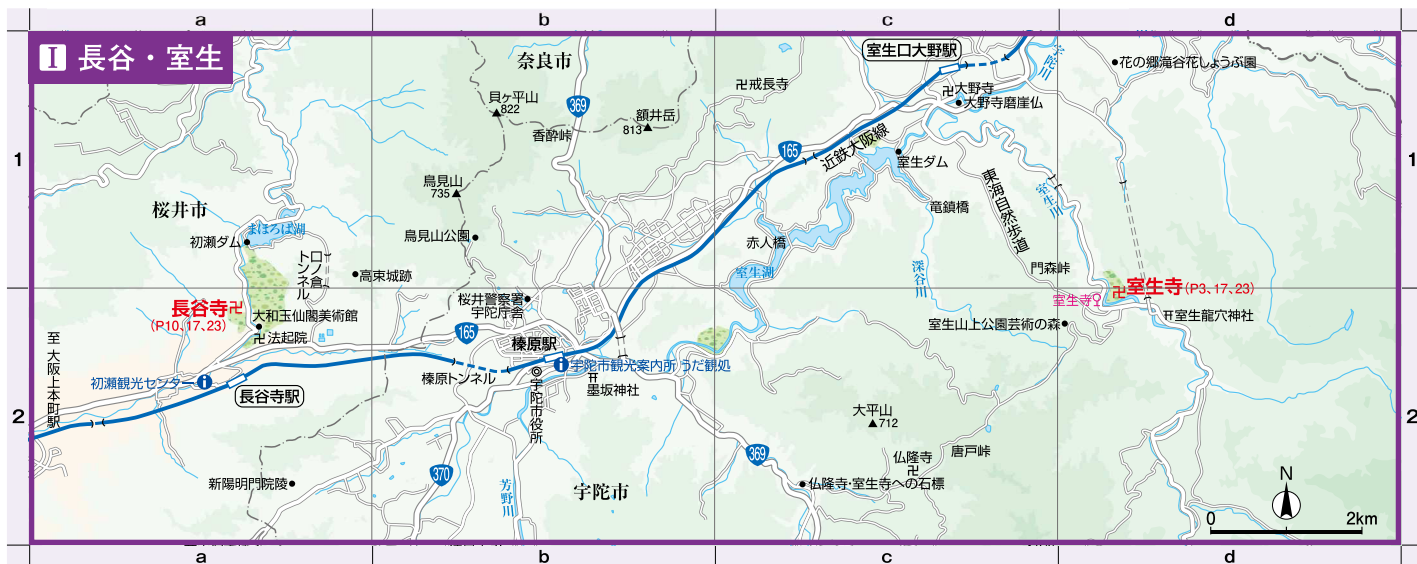 a
b
c
d
I 長谷・室生
1
1
2
2
奈良市
貝ヶ平山
822
369
香酔峠
額井岳
813
卍戒長寺
室生口大野駅
宇陀川
花の郷滝谷花しょうぶ園
卍大野寺
大野寺磨崖仏
165
近鉄大阪線
室生ダム
東海自然歩道
室生川
竜鎮橋
深谷川
赤人橋
室生湖
門森峠
室生寺
卍室生寺(P3、17、23)
室生龍穴神社
室生山上公園芸術の森
桜井市
まほろば湖
初瀬ダム
口ノ倉
トンネル
高束城跡
鳥見山
735
鳥見山公園
長谷寺卍
(P10、17、23)
大和玉仙閣美術館
卍法起院
桜井警察署
宇陀庁舎
165
榛原駅
榛原トンネル
宇陀市観光案内所 うだ観処
墨坂神社
宇陀市役所
至 大阪上本町駅
初瀬観光センター
長谷寺駅
新陽明門院陵
370
芳野川
宇陀市
大平山
712
369
仏隆寺
卍
唐戸峠
仏隆寺・室生寺への石標
N
0
2km
a
b
c
d